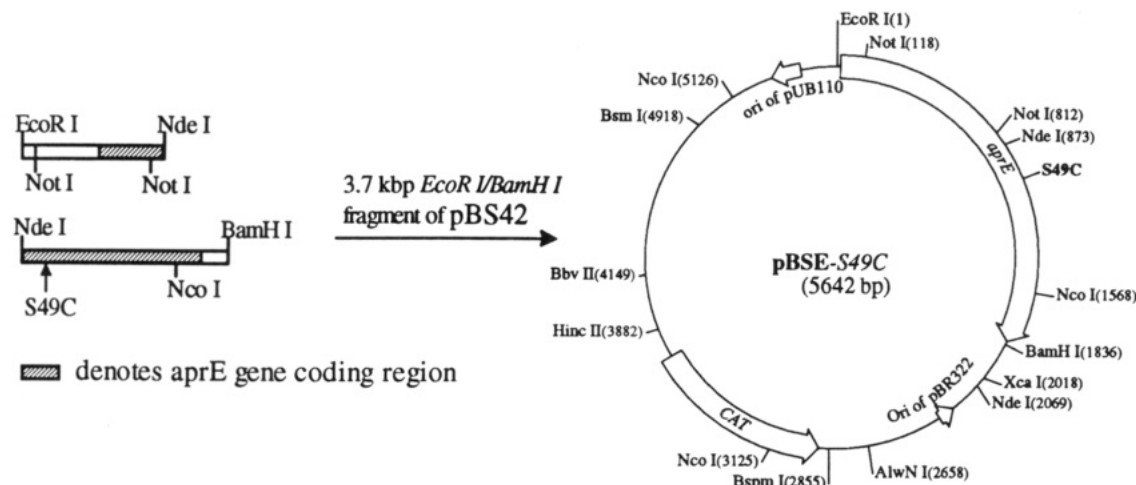 EcoR I
Nde I
Not I
Not I
Nde I
BamH I
S49C
Nco I
denotes aprE gene coding region
3.7 kbp EcoR I/BamH I
fragment of pBS42
EcoR I(1)
Not I(118)
Not I(812)
Nde I(873)
S49C
aprE
Nco I(1568)
BamH I(1836)
Xca I(2018)
Nde I(2069)
Ori of pBR322
AlwN I(2658)
Bspm I(2855)
Nco I(3125)
CAT
Hinc II(3882)
Bbv II(4149)
Bsm I(4918)
Nco I(5126)
ori of pUB110
pBSE-S49C
(5642 bp)